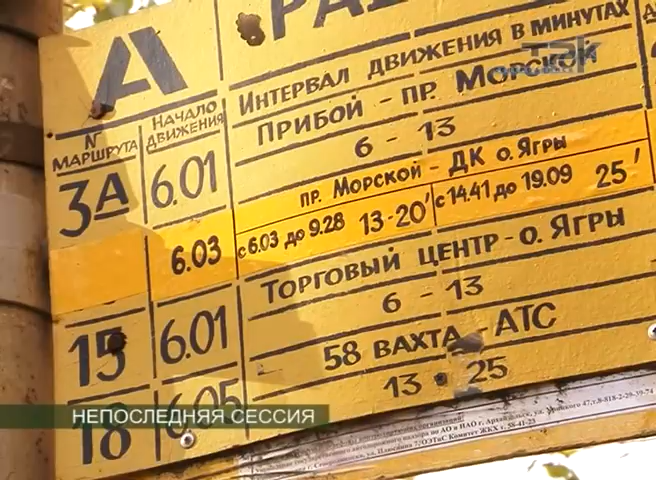 А
ИНТЕРВАЛ ДВИЖЕНИЯ В МИНУТАХ
N МАРШРУТА
НАЧАЛО ДВИЖЕНИЯ
ПРИБОЙ - ПР. МОРСКОЙ
3А 6.01 6 - 13
ПР. МОРСКОЙ - ДК О. ЯГРЫ
6.03 с 6.03 до 9.28 13-20' с 14.41 до 19.09 25'
ТОРГОВЫЙ ЦЕНТР - О. ЯГРЫ
15 6.01 6 - 13
58 ВАХТА - АТС
18 6.05 13 25
НЕПОСЛЕДНЯЯ СЕССИЯ